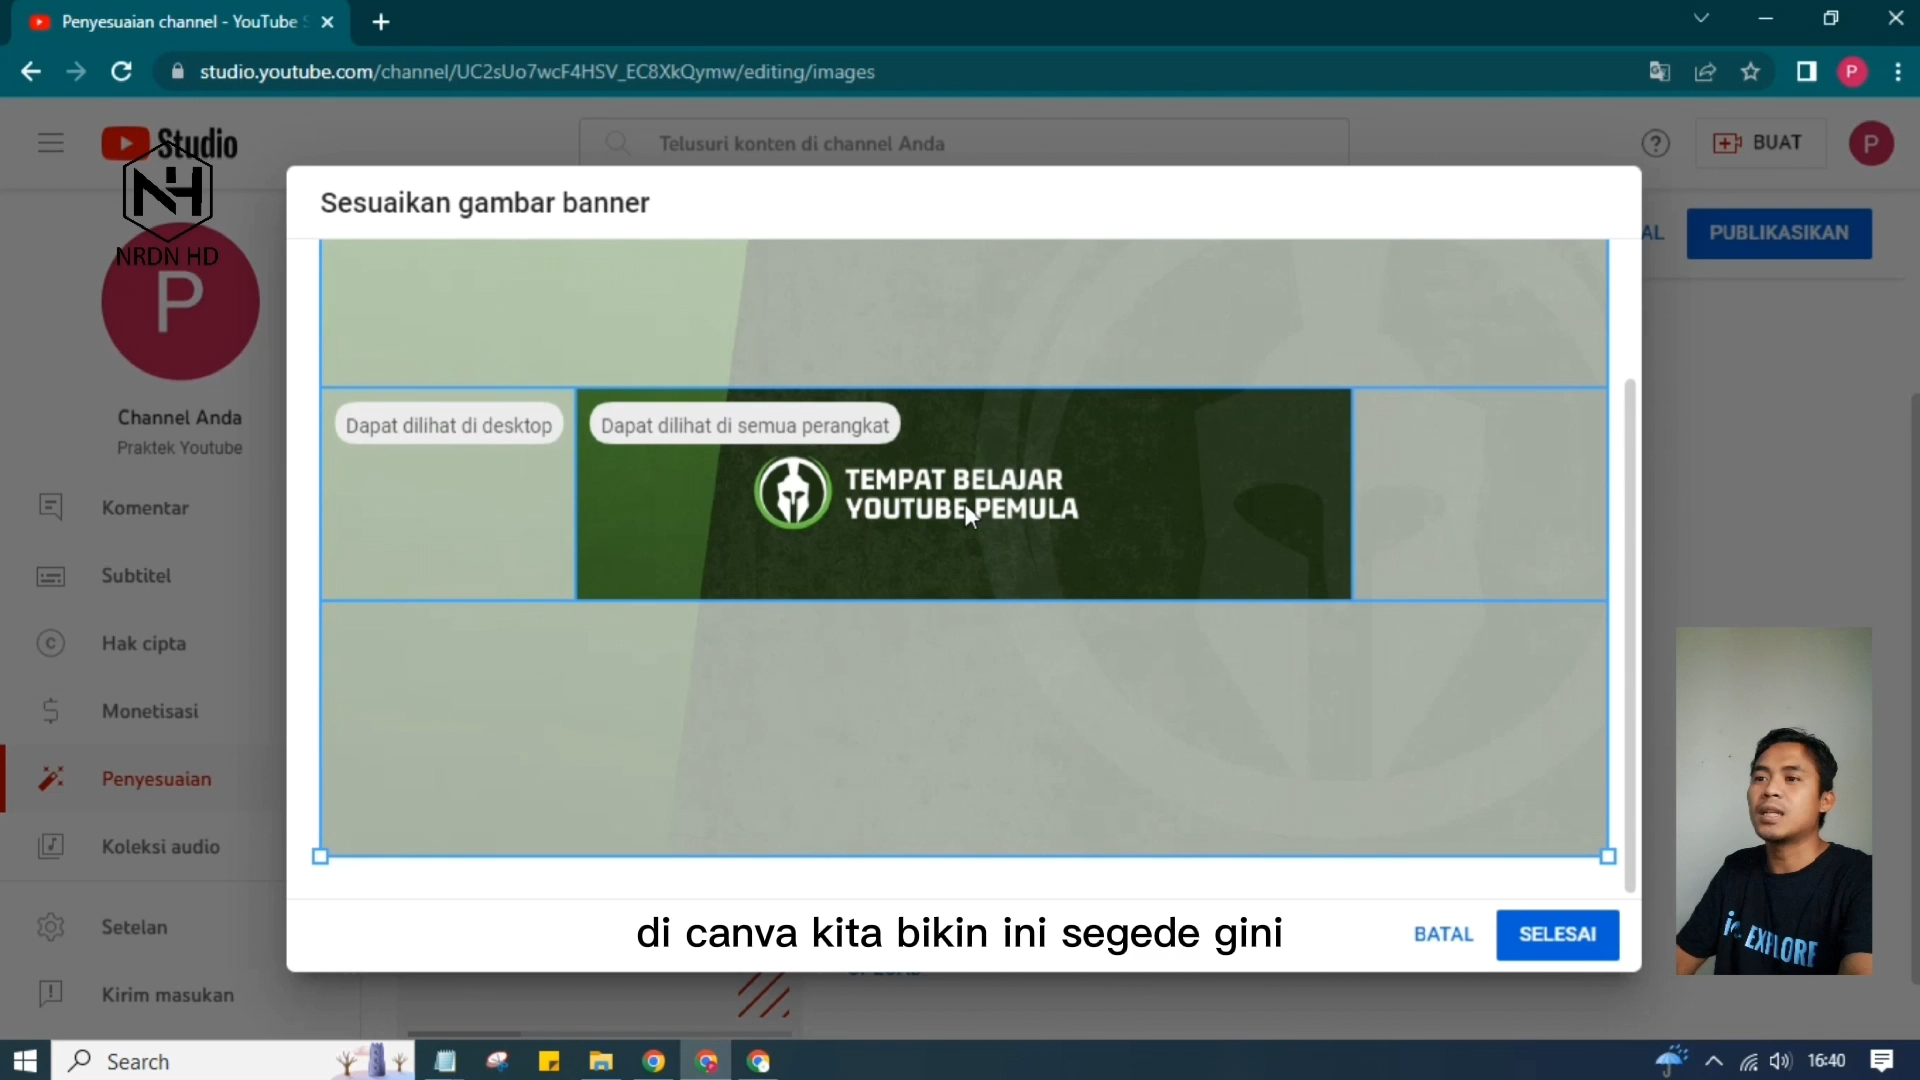 Penyesuaian channel - YouTube S
studio.youtube.com/channel/UC2sUo7wcF4HSV_EC8XkQymw/editing/images
P
Studio
Telusuri konten di channel Anda
BUAT
P
NH
NRDN HD
P
Sesuaikan gambar banner
AL
PUBLIKASIKAN
Channel Anda
Praktek Youtube
Dapat dilihat di desktop
Dapat dilihat di semua perangkat
TEMPAT BELAJAR
YOUTUBE PEMULA
Komentar
Subtitel
Hak cipta
Monetisasi
Penyesuaian
Koleksi audio
Setelan
Kirim masukan
di canva kita bikin ini segede gini
BATAL
SELESAI
EXPLORE
Search
16:40